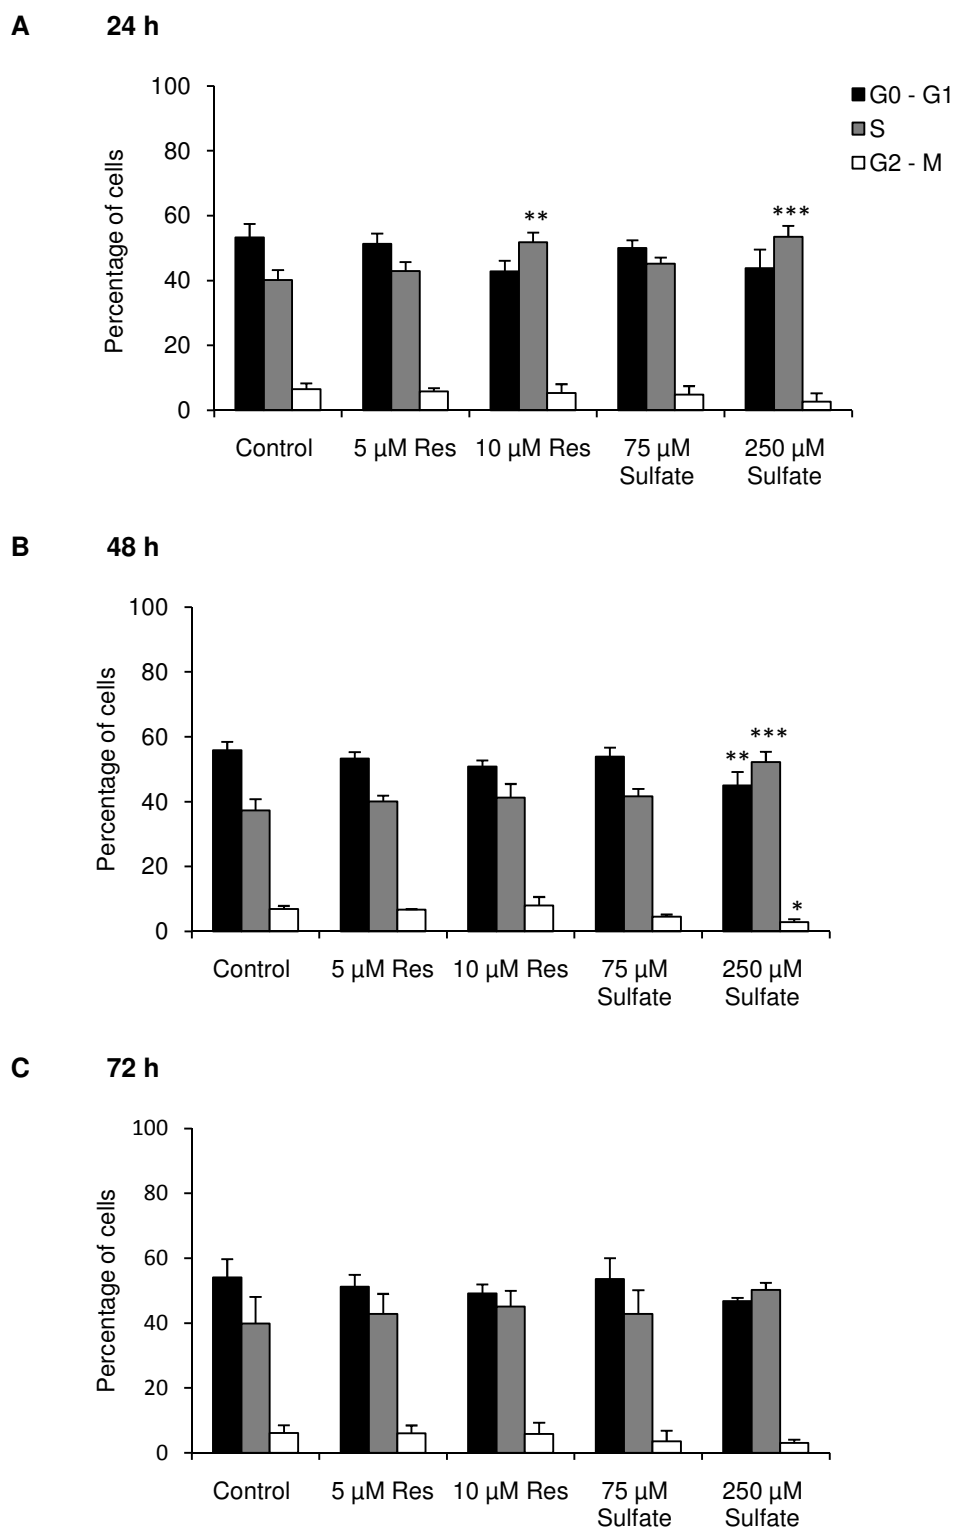 A 24 h
100
80
60
40
20
0
Percentage of cells
G0 - G1
S
G2 - M
**
***
Control 5 µM Res 10 µM Res 75 µM Sulfate 250 µM Sulfate
B 48 h
100
80
60
40
20
0
Percentage of cells
**
***
*
Control 5 µM Res 10 µM Res 75 µM Sulfate 250 µM Sulfate
C 72 h
100
80
60
40
20
0
Percentage of cells
Control 5 µM Res 10 µM Res 75 µM Sulfate 250 µM Sulfate